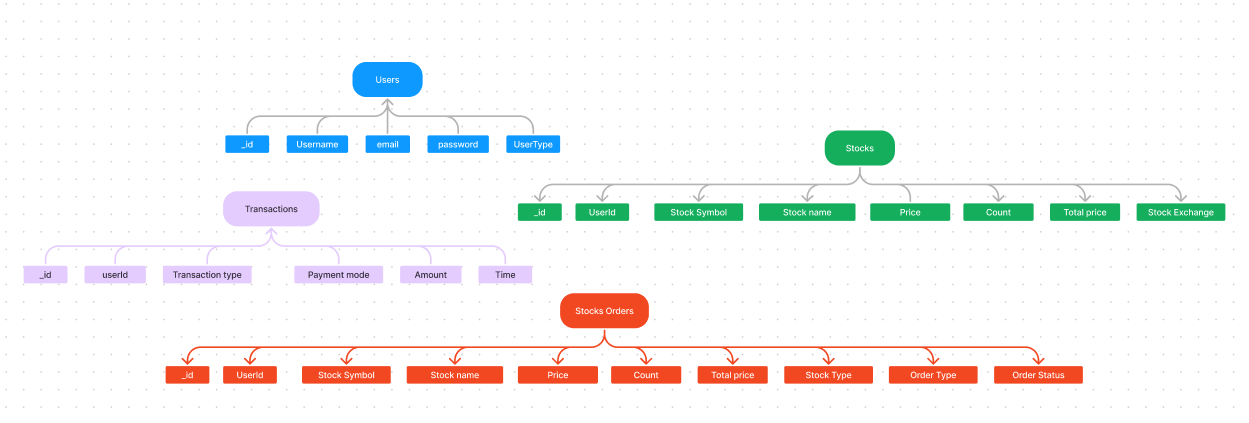 Users
_id
Username
email
password
UserType
Stocks
_id
UserId
Stock Symbol
Stock name
Price
Count
Total price
Stock Exchange
Transactions
_id
userId
Transaction type
Payment mode
Amount
Time
Stocks Orders
_id
UserId
Stock Symbol
Stock name
Price
Count
Total price
Stock Type
Order Type
Order Status